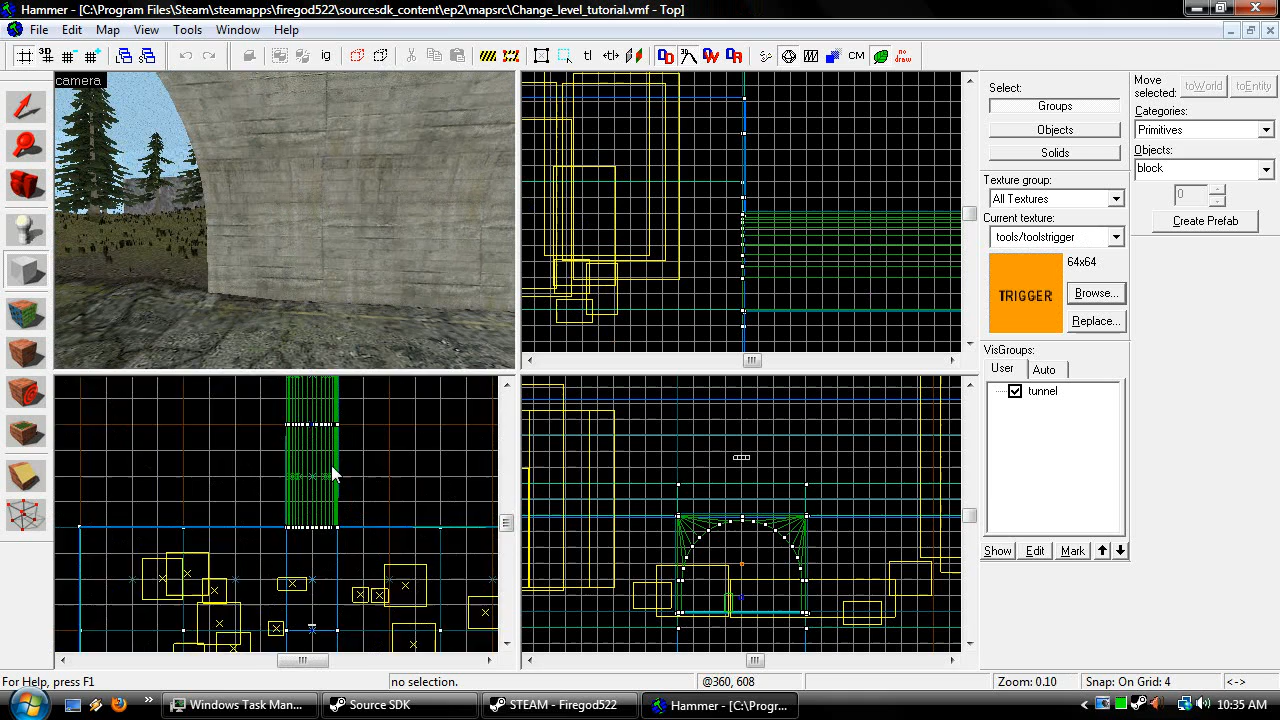 Hammer - [C:\Program Files\Steam\steamapps\firegod522\sourcesdk_content\ep2\mapsrc\Change_level_tutorial.vmf - Top]
File Edit Map View Tools Window Help
3D
ig
tl
CM
no draw
camera
Select:
Groups
Objects
Solids
Texture group:
All Textures
Current texture:
tools/toolstrigger
TRIGGER
64x64
Browse...
Replace...
VisGroups:
User Auto
tunnel
Show Edit Mark
Move selected:
toWorld toEntity
Categories:
Primitives
Objects:
block
0
Create Prefab
For Help, press F1
no selection.
@360, 608
Zoom: 0.10
Snap: On Grid: 4
<->
Windows Task Man...
Source SDK
STEAM - Firegod522
Hammer - [C:\Prog...
10:35 AM